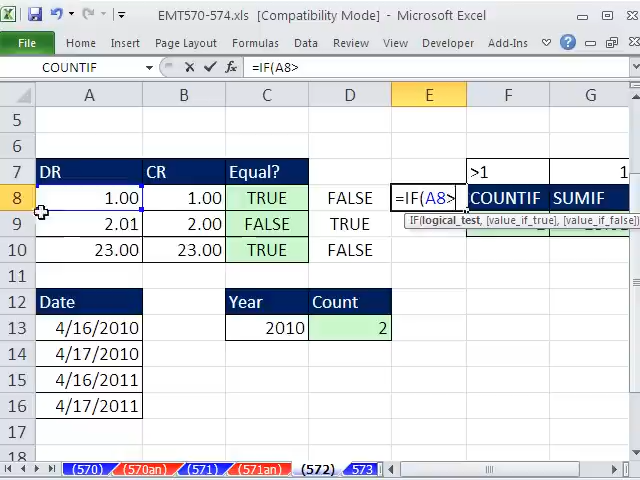 EMT570-574.xls [Compatibility Mode] - Microsoft Excel
File Home Insert Page Layout Formulas Data Review View Developer Add-Ins
COUNTIF =IF(A8>
A B C D E F G
5
6
7 DR CR Equal? >1 1
8 1.00 1.00 TRUE FALSE =IF(A8> COUNTIF SUMIF
IF(logical_test, [value_if_true], [value_if_false])
9 2.01 2.00 FALSE TRUE
10 23.00 23.00 TRUE FALSE
11
12 Date Year Count
13 4/16/2010 2010 2
14 4/17/2010
15 4/16/2011
16 4/17/2011
17
18
(570) (570an) (571) (571an) (572) 573